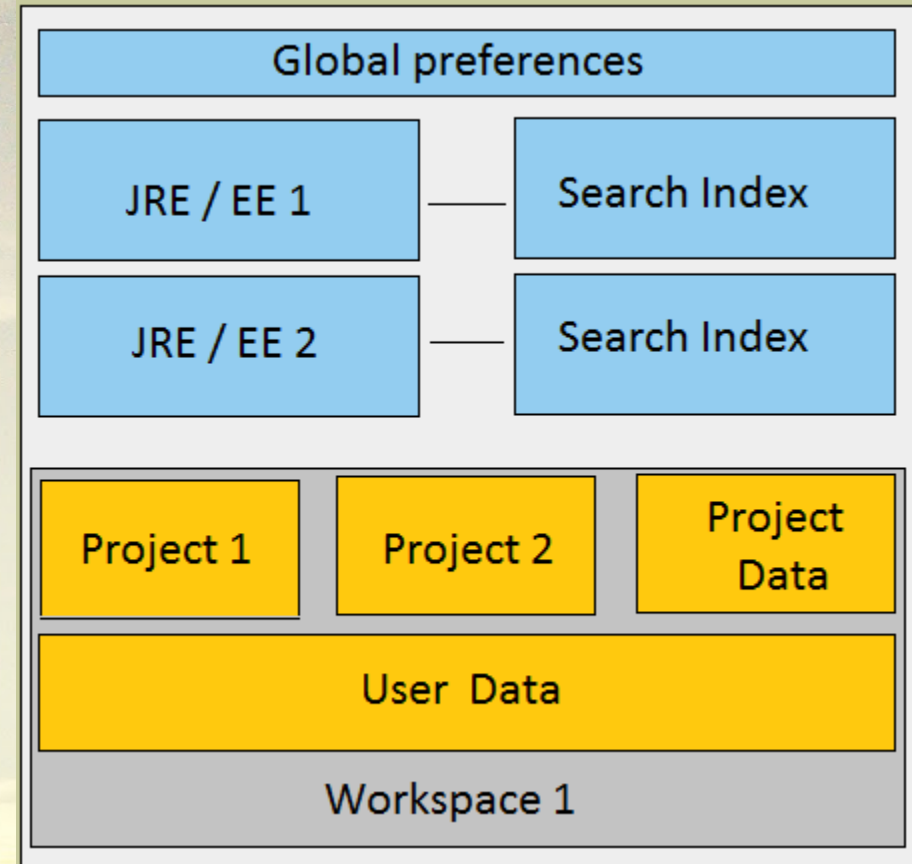 Global preferences
JRE / EE 1
Search Index
JRE / EE 2
Search Index
Project 1
Project 2
Project
Data
User Data
Workspace 1